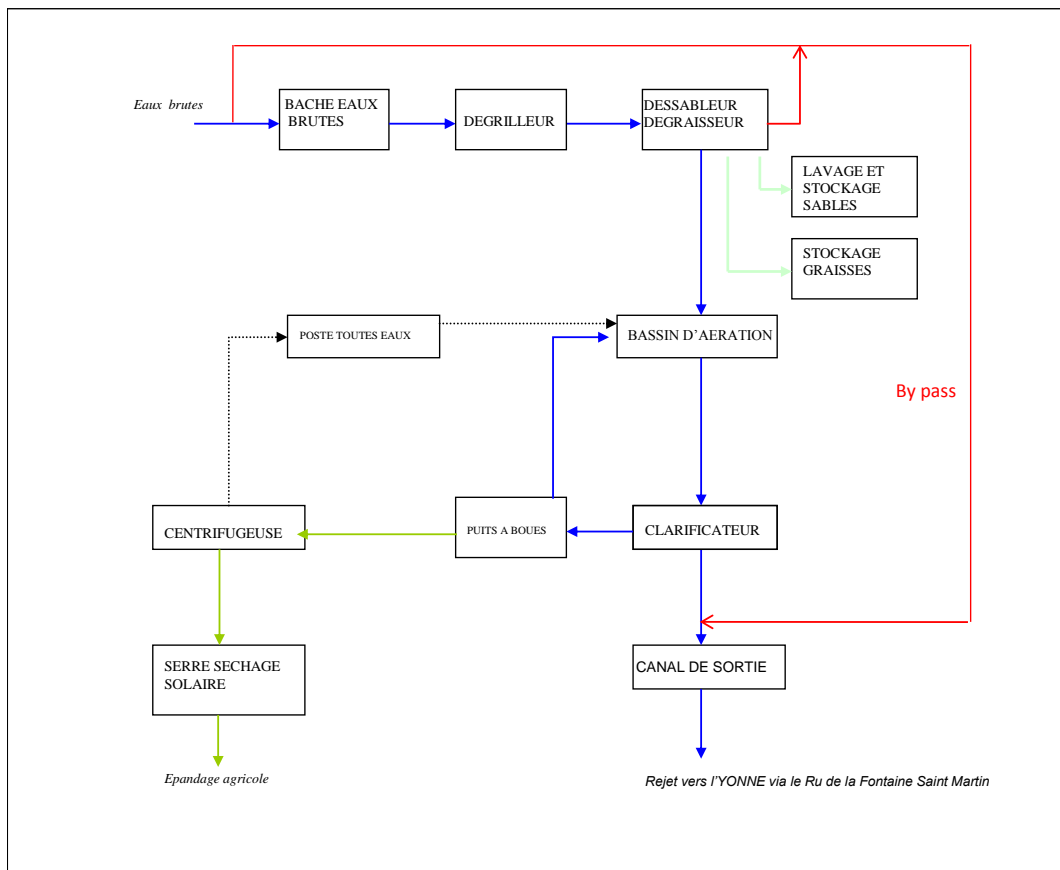 Eaux brutes
BACHE EAUX
BRUTES
DEGRILLEUR
DESSABLEUR
DEGRAISSEUR
LAVAGE ET
STOCKAGE
SABLES
STOCKAGE
GRAISSES
POSTE TOUTES EAUX
BASSIN D'AERATION
By pass
CENTRIFUGEUSE
PUITS A BOUES
CLARIFICATEUR
SERRE SECHAGE
SOLAIRE
CANAL DE SORTIE
Epandage agricole
Rejet vers l'YONNE via le Ru de la Fontaine Saint Martin